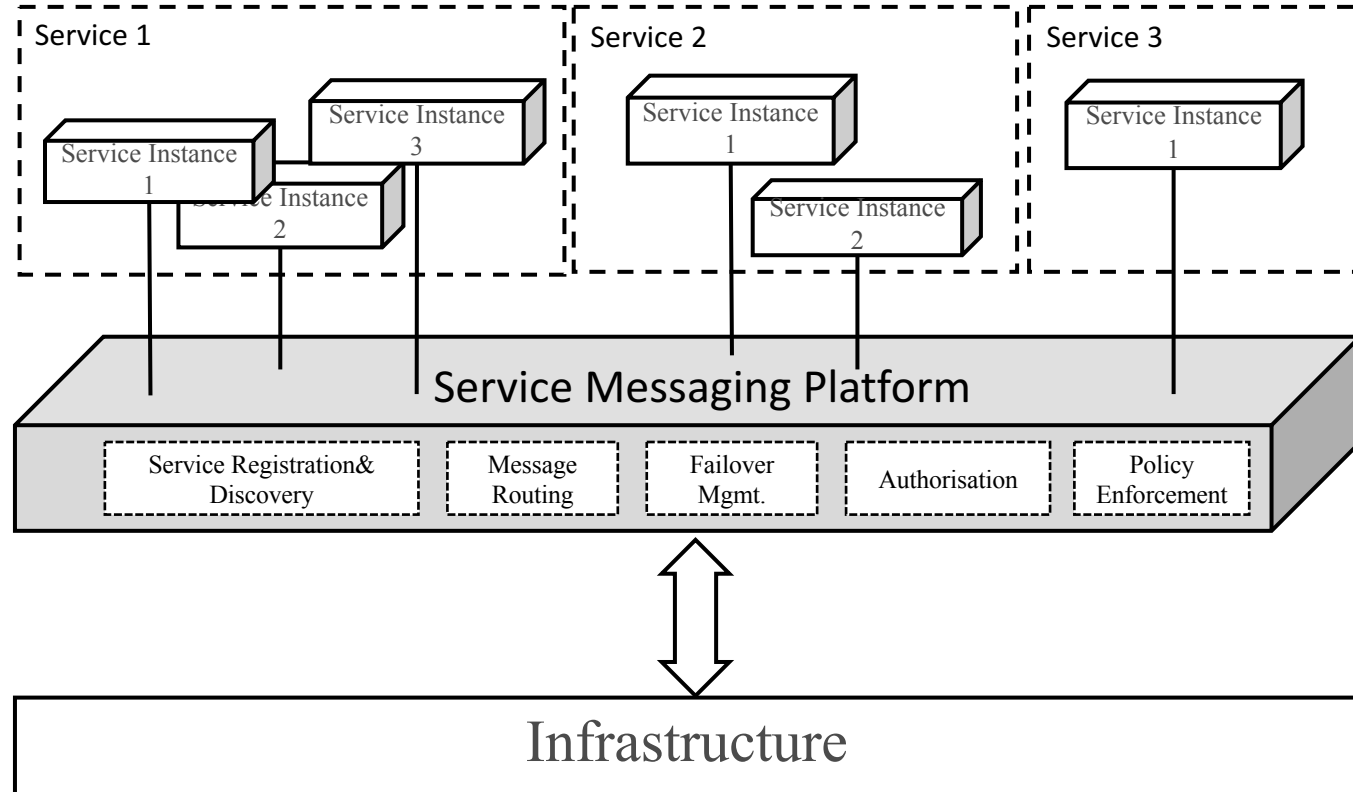 Service 1
Service 2
Service 3
Service Instance
3
Service Instance
1
Service Instance
2
Service Instance
1
Service Instance
2
Service Instance
1
Service Messaging Platform
Service Registration&
Discovery
Message
Routing
Failover
Mgmt.
Authorisation
Policy
Enforcement
Infrastructure